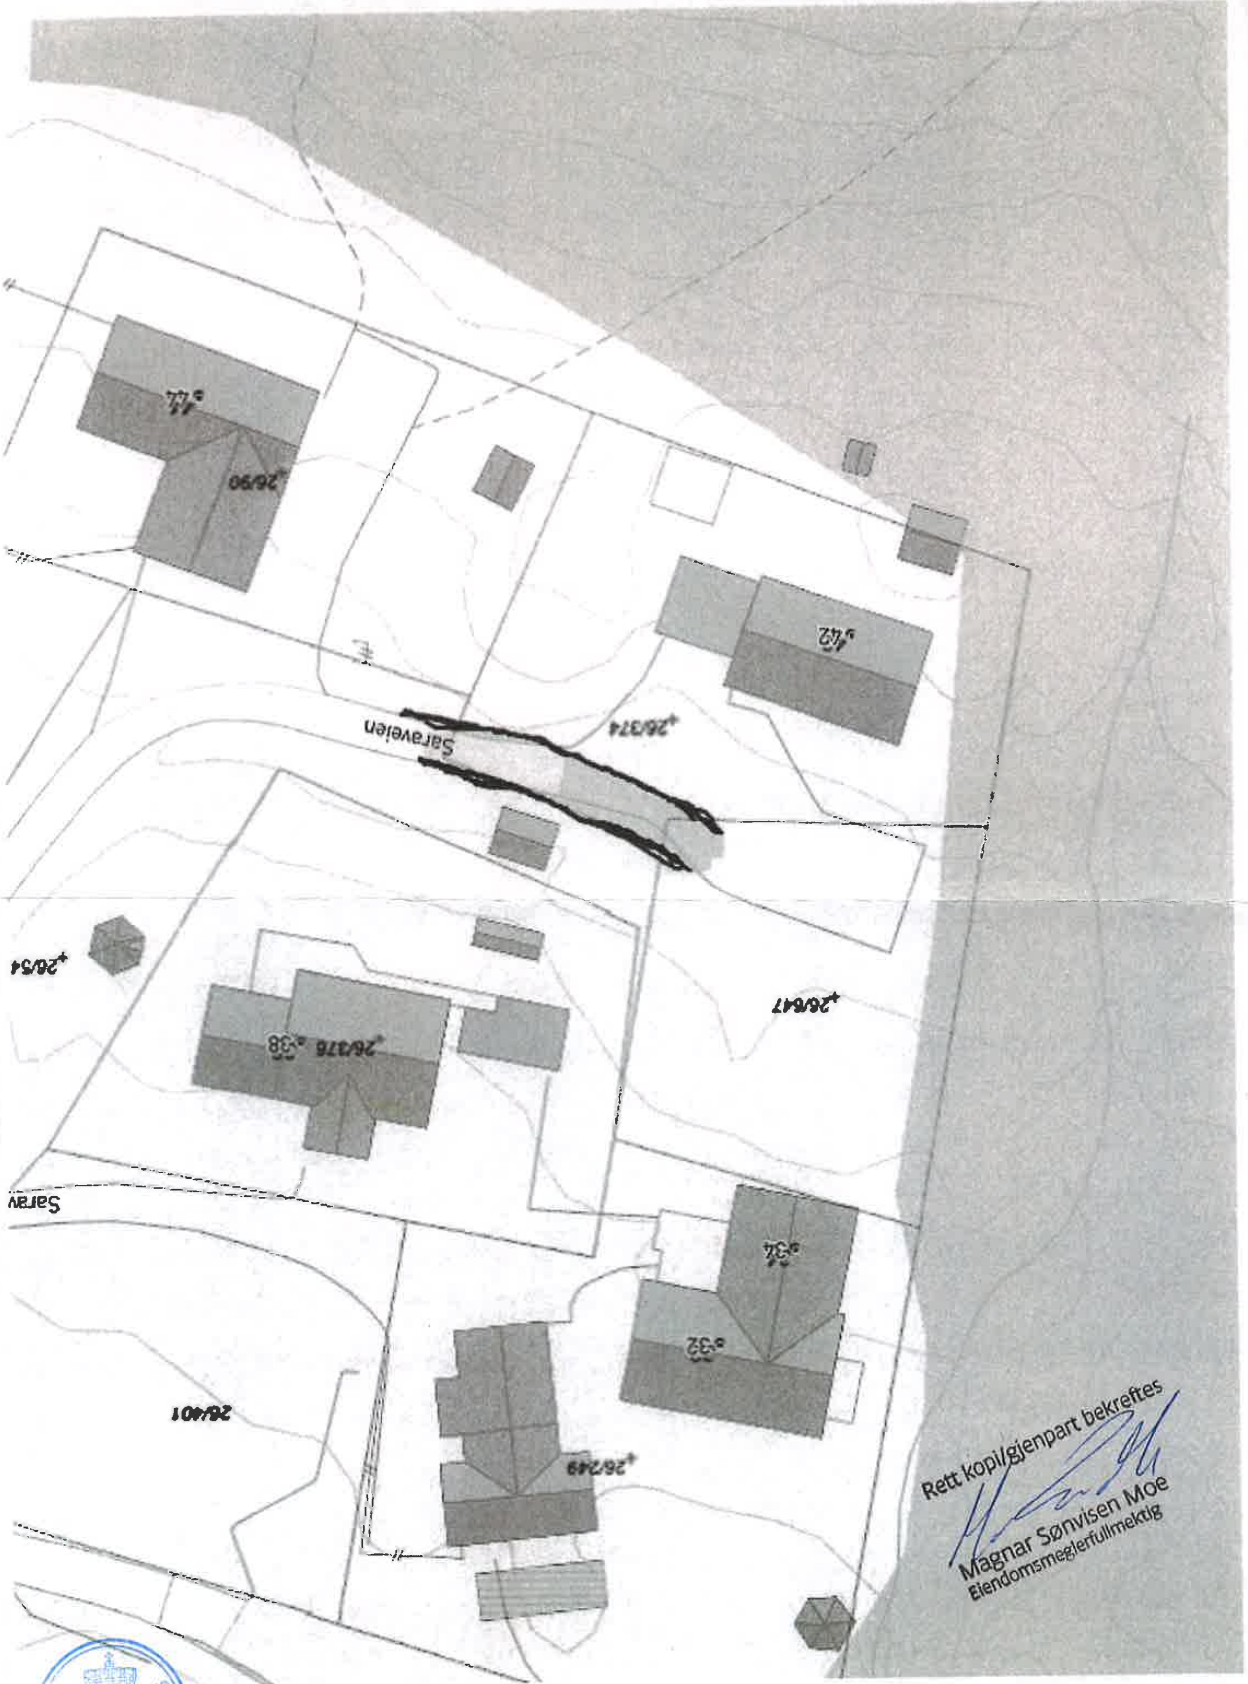 44
26/90
42
Saraveien
26/374
26/54
26/647
38
26/376
Sarav
34
32
26/401
26/249
Rett kopi/gjenpart bekreftes
Magnar Sønvisen Moe
Eiendomsmeglerfullmektig